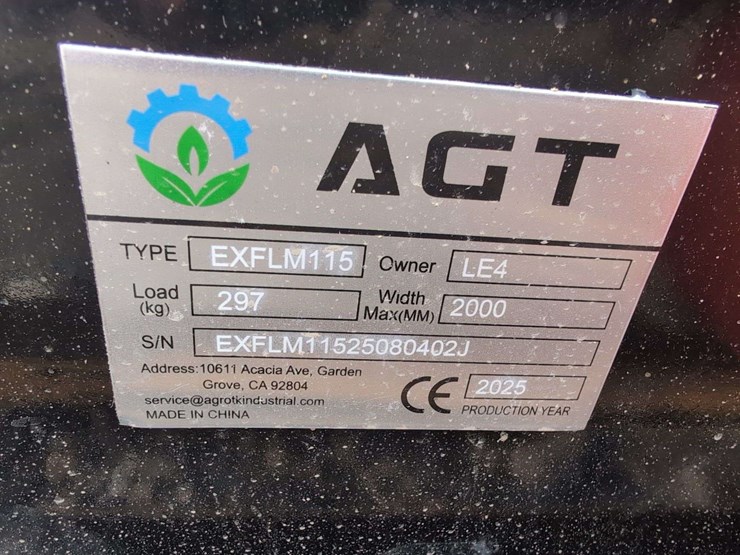 AGT
TYPE EXFLM115 Owner LE4
Load (kg) 297 Width Max(MM) 2000
S/N EXFLM11525080402J
Address:10611 Acacia Ave, Garden
Grove, CA 92804
service@agrotkindustrial.com
MADE IN CHINA
CE 2025
PRODUCTION YEAR